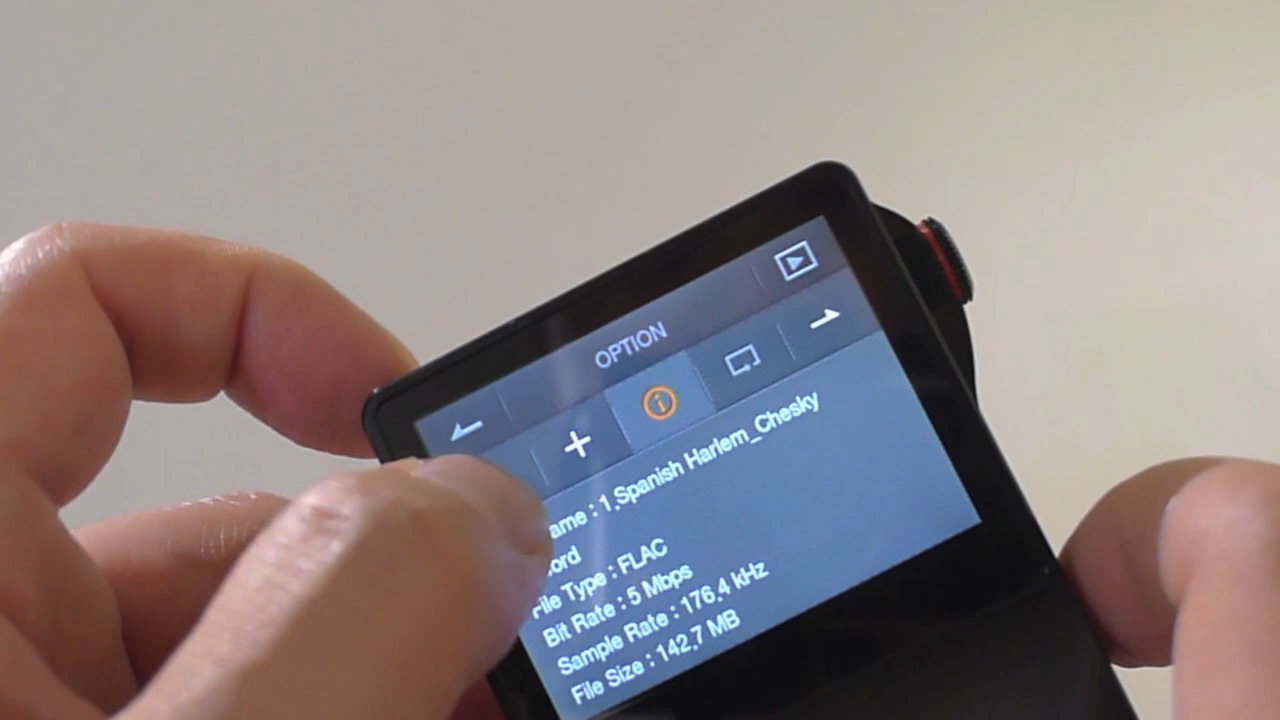 OPTION
ame : 1.Spanish Harlem_Chesky
ord
File Type : FLAC
Bit Rate : 5 Mbps
Sample Rate : 176.4 kHz
File Size : 142.7 MB